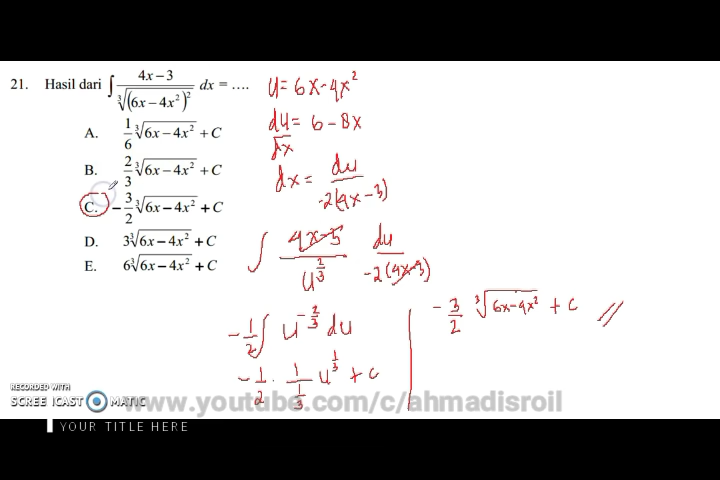 21. Hasil dari ∫ (4x − 3)/∛((6x − 4x²)²) dx = ....
A. 1/6 ∛(6x − 4x²) + C
B. 2/3 ∛(6x − 4x²) + C
C. −3/2 ∛(6x − 4x²) + C
D. 3∛(6x − 4x²) + C
E. 6∛(6x − 4x²) + C
u = 6x - 4x²
du/dx = 6 - 8x
dx = du/(-2(4x - 3))
∫ (4x-3)/u^(2/3) du/(-2(4x-3))
-1/2 ∫ u^(-2/3) du
-1/2 · 1/(1/3) u^(1/3) + c
-3/2 ∛(6x-4x²) + c //
RECORDED WITH
SCREENCAST MATIC
www.youtube.com/c/ahmadisroil
YOUR TITLE HERE